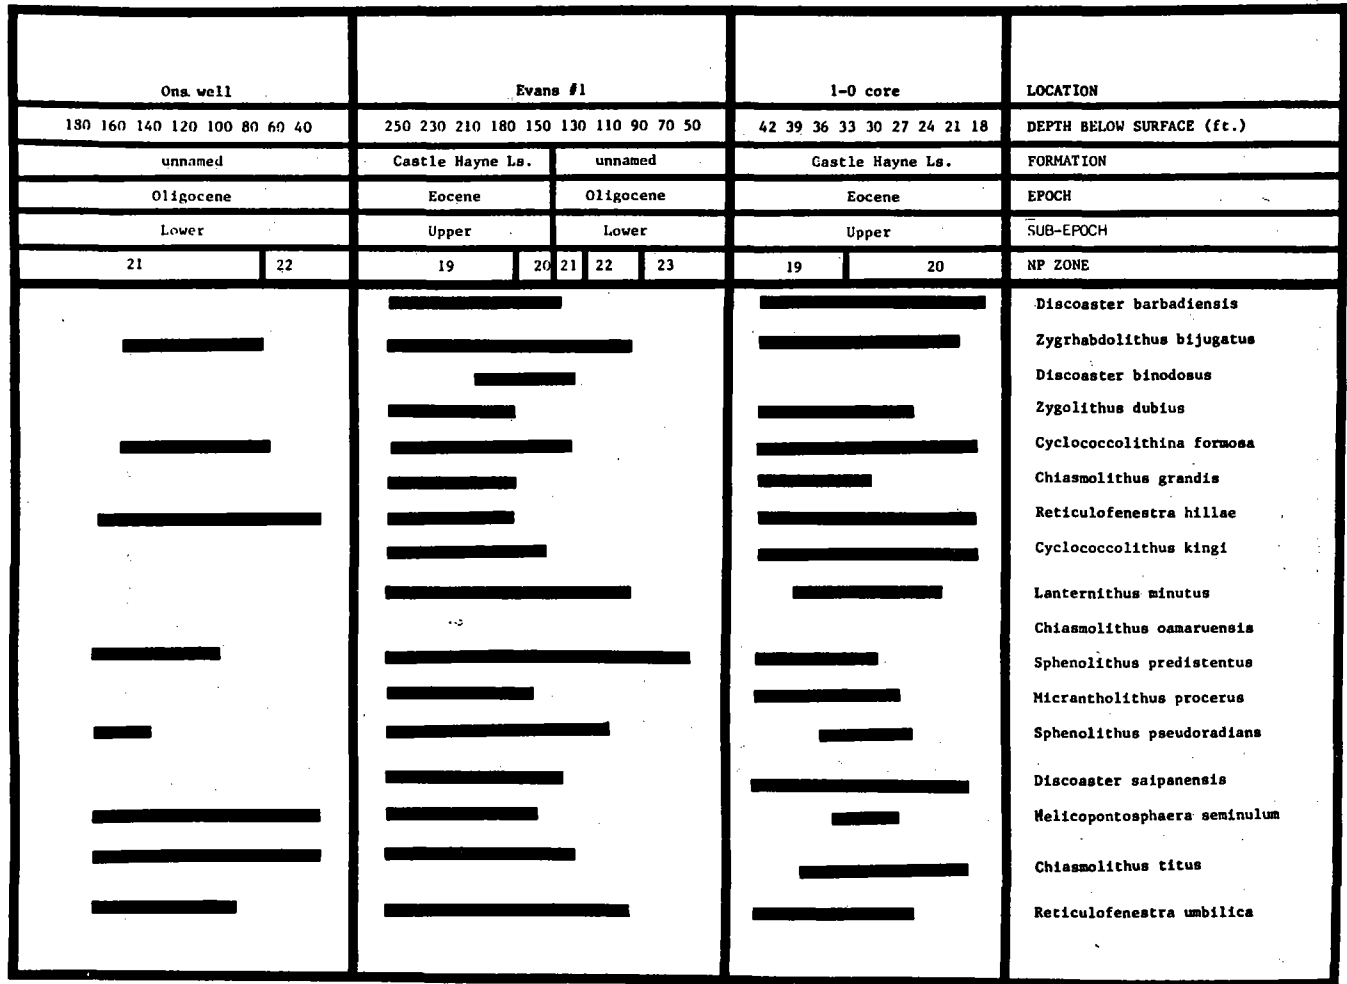 Ons. well Evans #1 1-0 core LOCATION
180 160 140 120 100 80 60 40 250 230 210 180 150 130 110 90 70 50 42 39 36 33 30 27 24 21 18 DEPTH BELOW SURFACE (ft.)
unnamed Castle Hayne Ls. unnamed Castle Hayne Ls. FORMATION
Oligocene Eocene Oligocene Eocene EPOCH
Lower Upper Lower Upper SUB-EPOCH
21 22 19 20 21 22 23 19 20 NP ZONE
Discoaster barbadiensis
Zygrhabdolithus bijugatus
Discoaster binodosus
Zygolithus dubius
Cyclococcolithina formosa
Chiasmolithus grandis
Reticulofenestra hillae
Cyclococcolithus kingi
Lanternithus minutus
Chiasmolithus oamaruensis
Sphenolithus predistentus
Micrantholithus procerus
Sphenolithus pseudoradians
Discoaster saipanensis
Helicopontosphaera seminulum
Chiasmolithus titus
Reticulofenestra umbilica